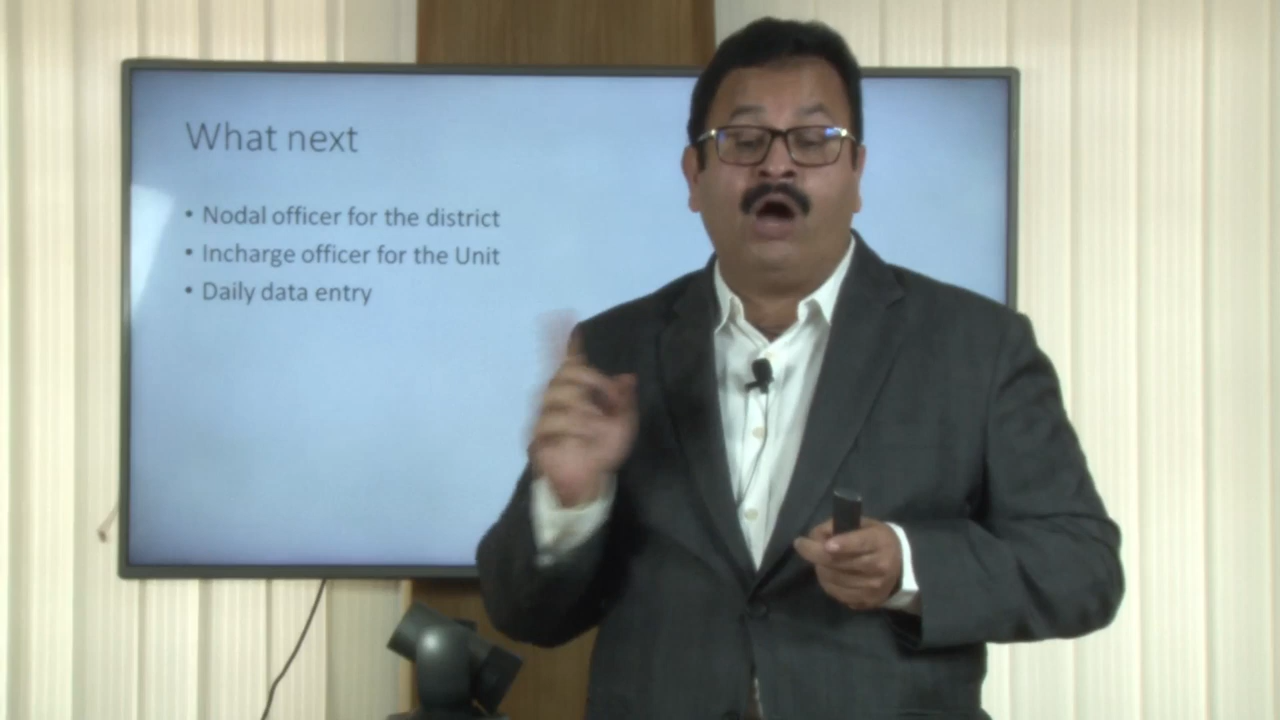 What next
• Nodal officer for the district
• Incharge officer for the Unit
• Daily data entry